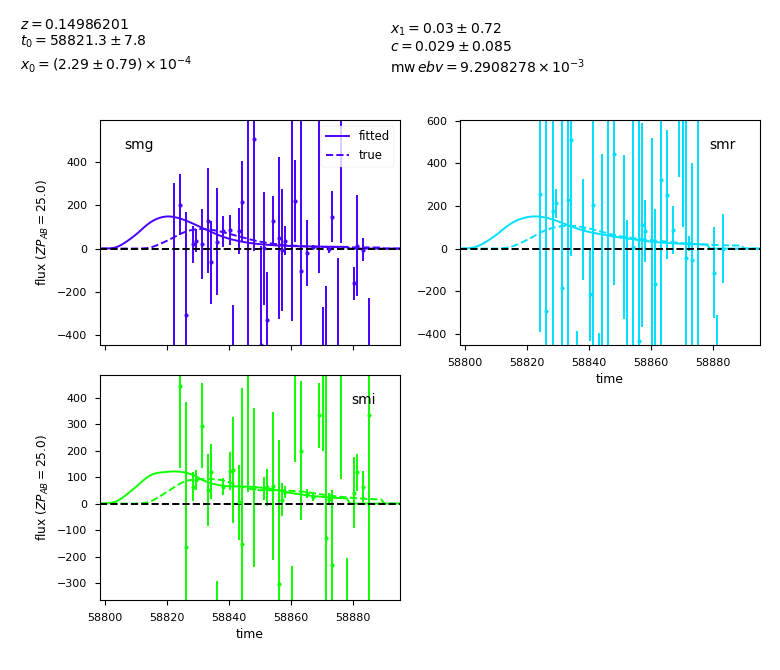 z = 0.14986201
t₀ = 58821.3 ± 7.8
x₀ = (2.29 ± 0.79) × 10⁻⁴
x₁ = 0.03 ± 0.72
c = 0.029 ± 0.085
mw ebv = 9.2908278 × 10⁻³
smg
fitted
true
flux (ZP_AB = 25.0)
400
200
0
−200
−400
smr
600
400
200
0
−200
−400
58800
58820
58840
58860
58880
time
smi
flux (ZP_AB = 25.0)
400
300
200
100
0
−100
−200
−300
58800
58820
58840
58860
58880
time